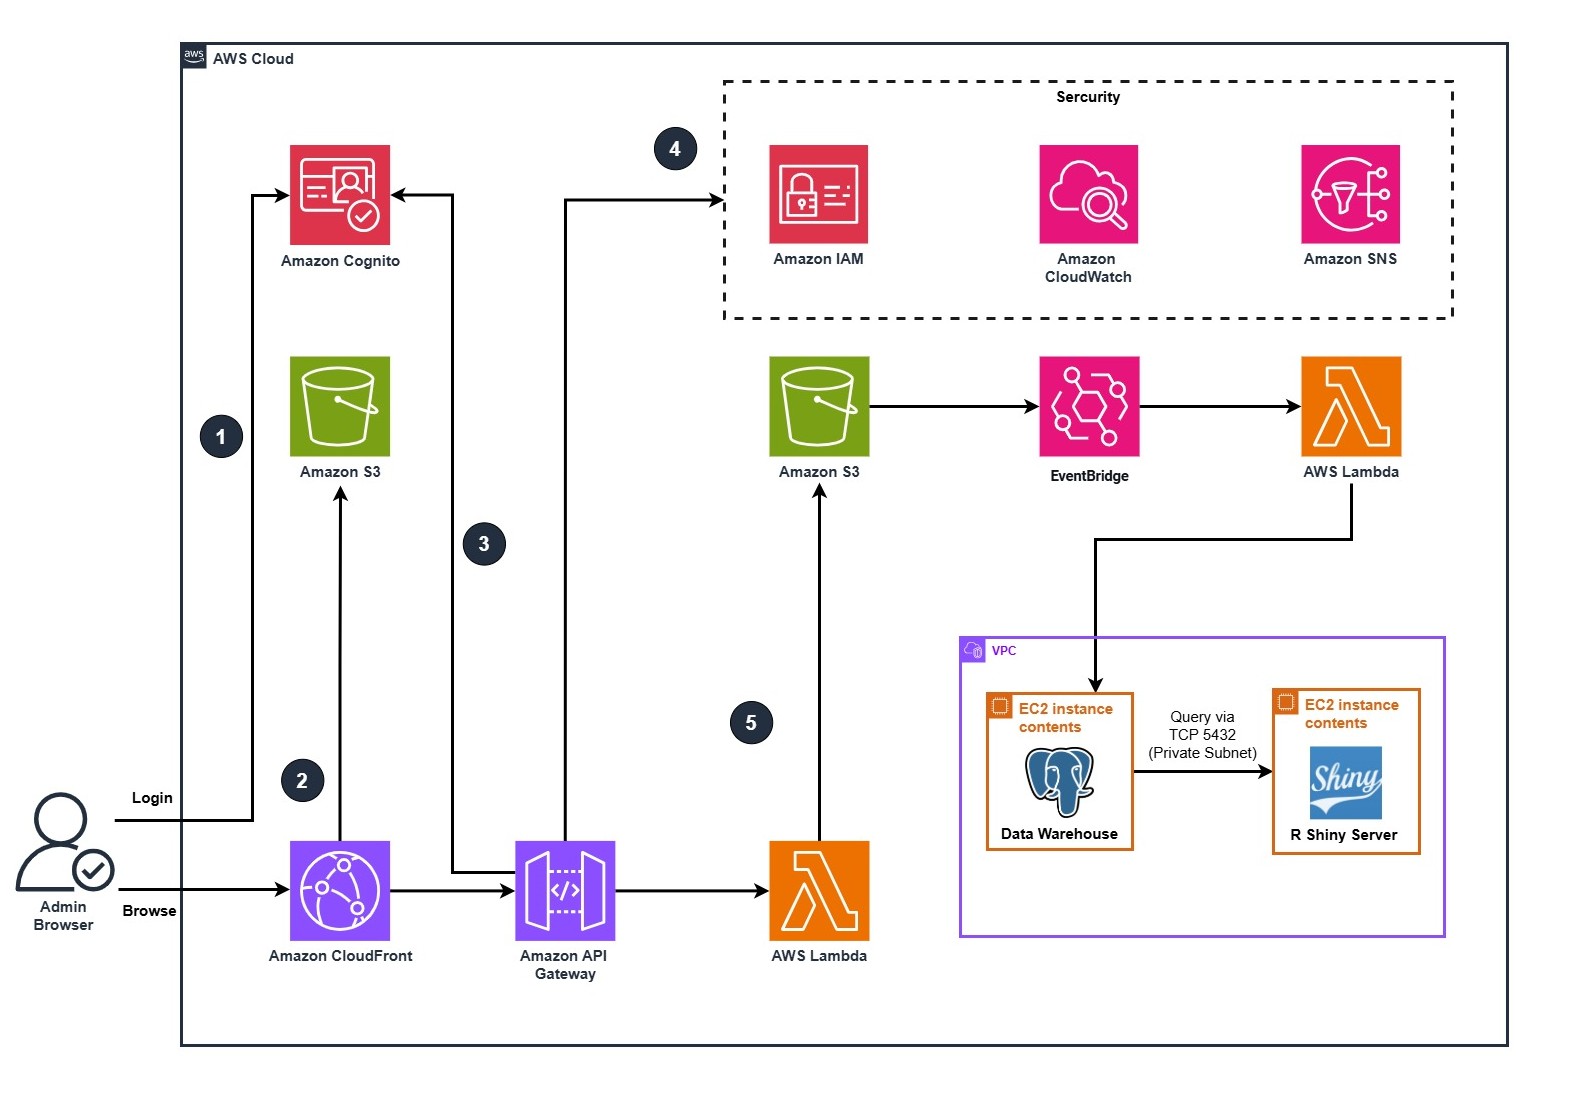 aws
AWS Cloud
Sercurity
4
Amazon Cognito
Amazon IAM
Amazon
CloudWatch
Amazon SNS
1
Amazon S3
Amazon S3
EventBridge
AWS Lambda
3
VPC
EC2 instance
contents
Data Warehouse
Query via
TCP 5432
(Private Subnet)
EC2 instance
contents
Shiny
R Shiny Server
5
2
Login
Browse
Admin
Browser
Amazon CloudFront
</>
Amazon API
Gateway
AWS Lambda